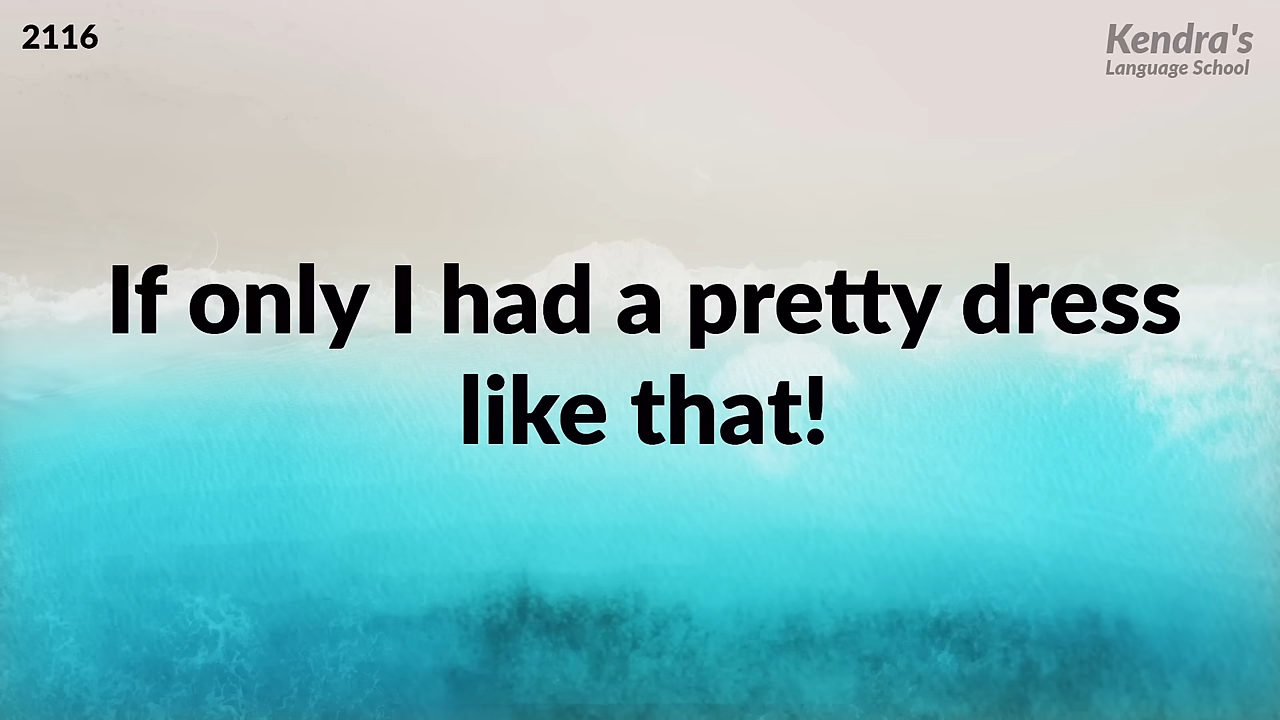 2116
Kendra's
Language School
If only I had a pretty dress
like that!